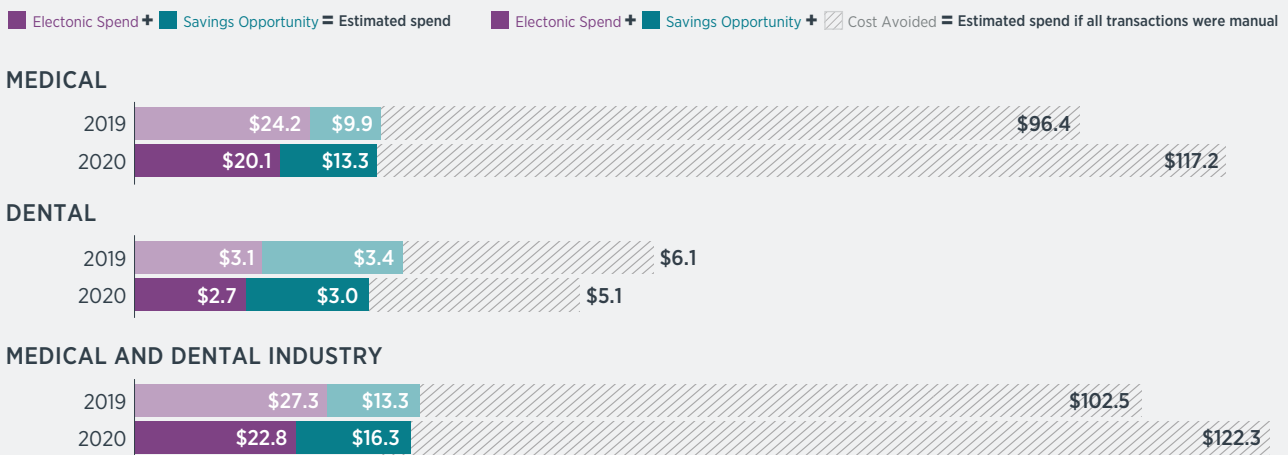 Electonic Spend + Savings Opportunity = Estimated spend Electonic Spend + Savings Opportunity + Cost Avoided = Estimated spend if all transactions were manual
MEDICAL
2019 $24.2 $9.9 $96.4
2020 $20.1 $13.3 $117.2
DENTAL
2019 $3.1 $3.4 $6.1
2020 $2.7 $3.0 $5.1
MEDICAL AND DENTAL INDUSTRY
2019 $27.3 $13.3 $102.5
2020 $22.8 $16.3 $122.3